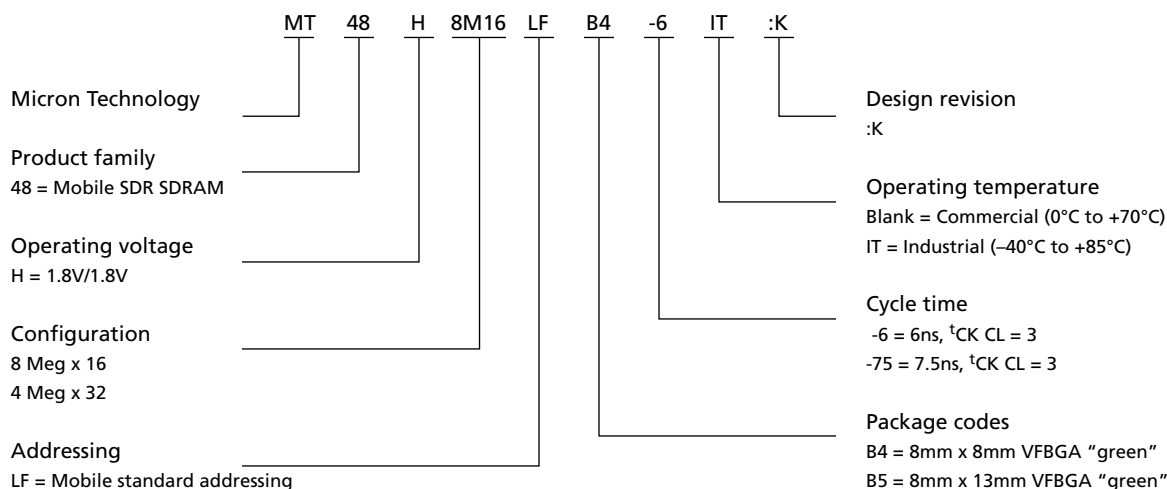 MT 48 H 8M16 LF B4 -6 IT :K
Micron Technology
Product family
48 = Mobile SDR SDRAM
Operating voltage
H = 1.8V/1.8V
Configuration
8 Meg x 16
4 Meg x 32
Addressing
LF = Mobile standard addressing
Design revision
:K
Operating temperature
Blank = Commercial (0°C to +70°C)
IT = Industrial (–40°C to +85°C)
Cycle time
-6 = 6ns, tCK CL = 3
-75 = 7.5ns, tCK CL = 3
Package codes
B4 = 8mm x 8mm VFBGA “green”
B5 = 8mm x 13mm VFBGA “green”